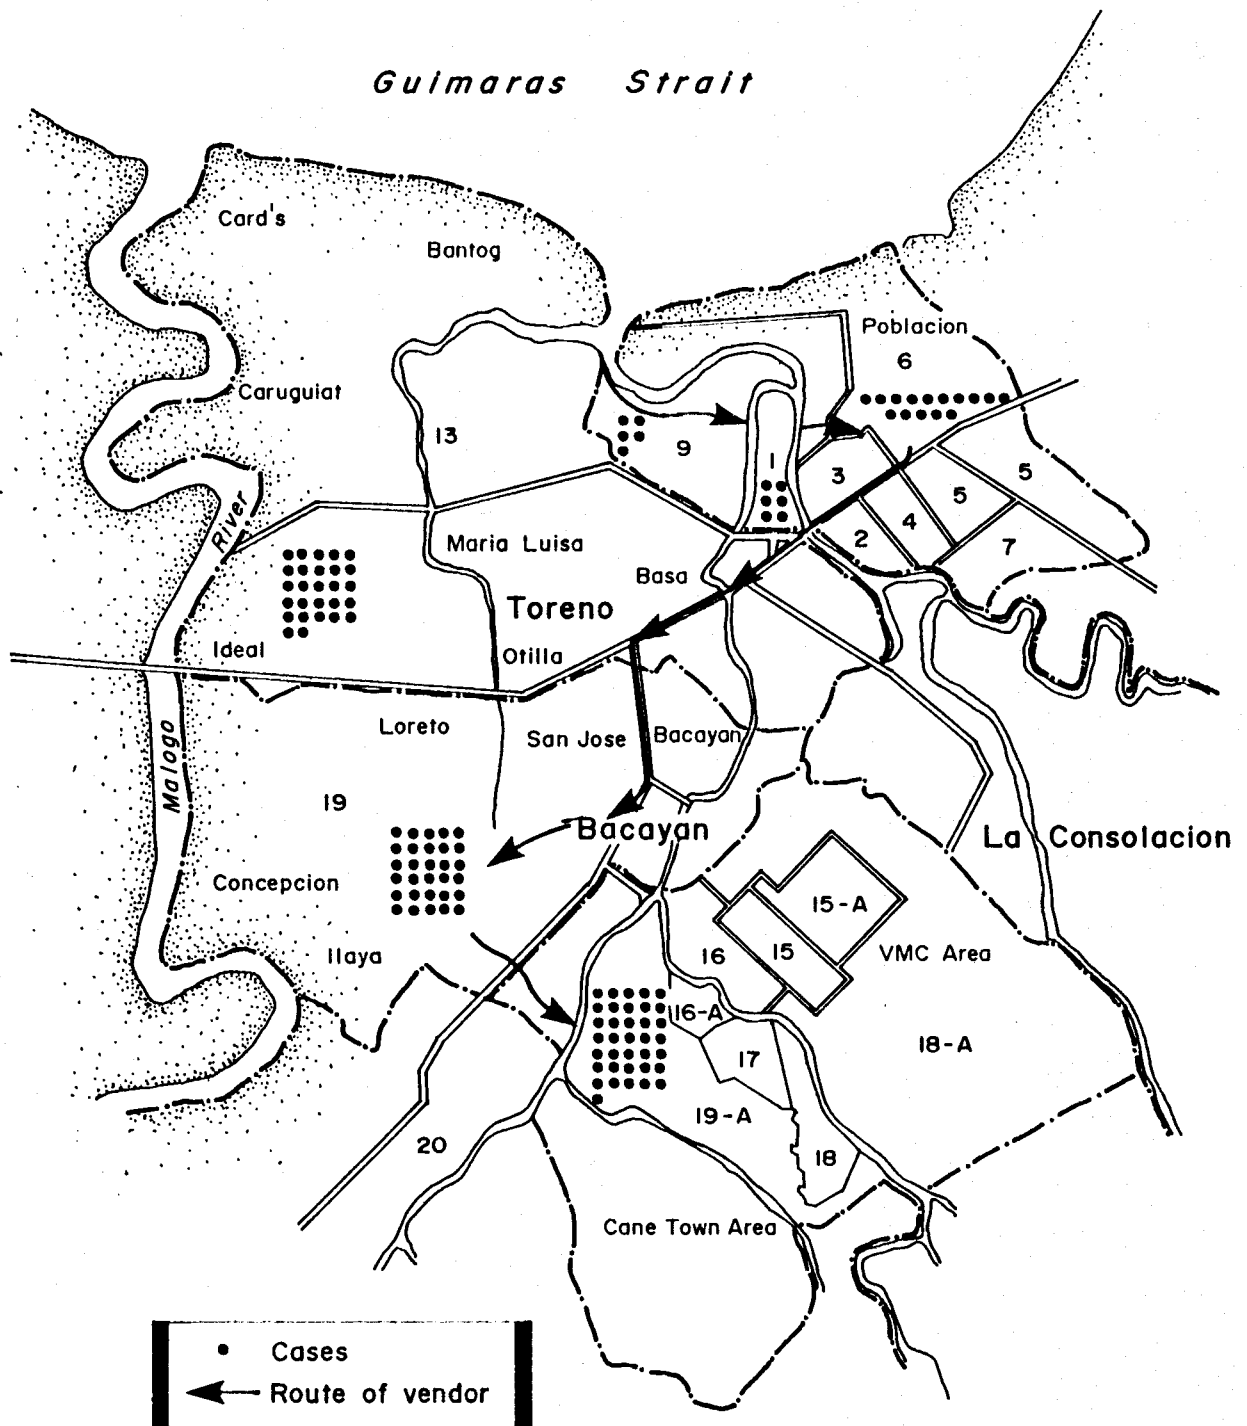 Guimaras Strait
Card's
Bantog
Poblacion
6
Caruguiat
13
9
1
3
5
5
4
2
7
River
Maria Luisa
Basa
Toreno
Ideal
Otilla
Loreto
San Jose
Bacayan
Malogo
19
Bacayan
La Consolacion
Concepcion
15-A
Ilaya
16
15
VMC Area
16-A
17
18-A
19-A
20
18
Cane Town Area
Cases
Route of vendor